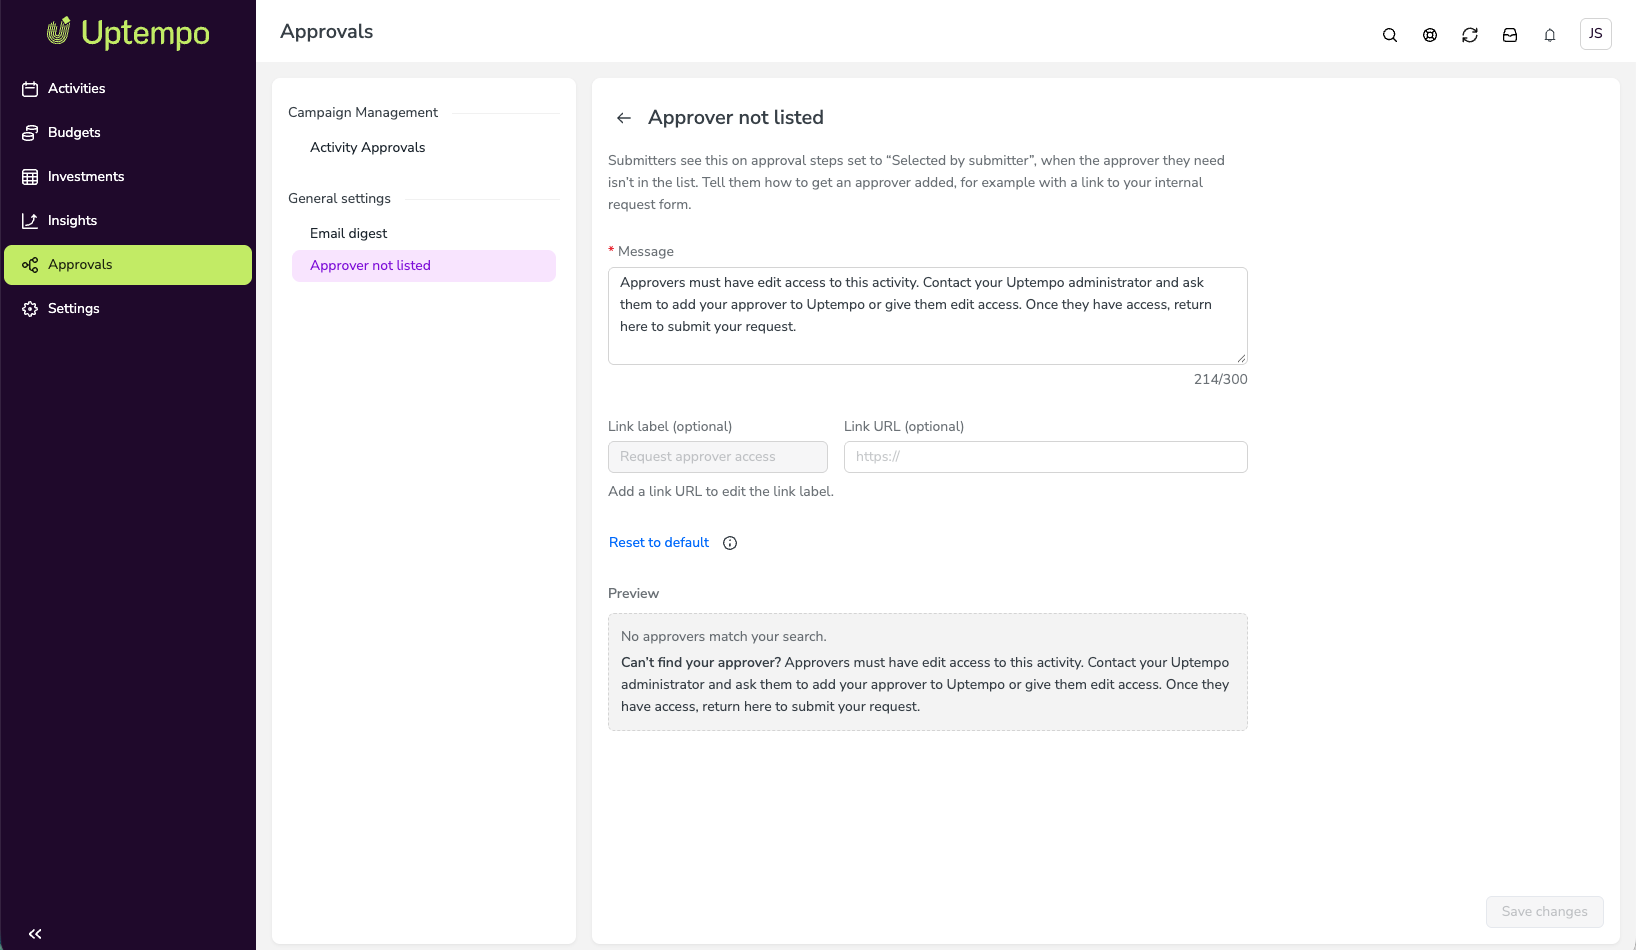 Uptempo
Approvals
JS
Activities
Budgets
Investments
Insights
Approvals
Settings
Campaign Management
Activity Approvals
General settings
Email digest
Approver not listed
Approver not listed
Submitters see this on approval steps set to “Selected by submitter”, when the approver they need
isn’t in the list. Tell them how to get an approver added, for example with a link to your internal
request form.
* Message
Approvers must have edit access to this activity. Contact your Uptempo administrator and ask
them to add your approver to Uptempo or give them edit access. Once they have access, return
here to submit your request.
214/300
Link label (optional)
Link URL (optional)
Request approver access
https://
Add a link URL to edit the link label.
Reset to default
Preview
No approvers match your search.
Can’t find your approver? Approvers must have edit access to this activity. Contact your Uptempo
administrator and ask them to add your approver to Uptempo or give them edit access. Once they
have access, return here to submit your request.
Save changes